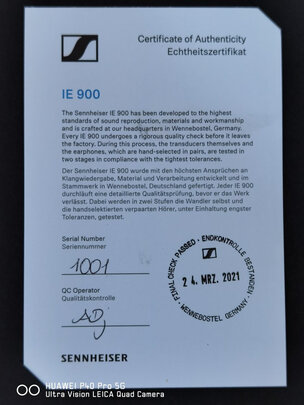 Certificate of Authenticity
Echtheitszertifikat
IE 900
The Sennheiser IE 900 has been developed to the highest
standards of sound reproduction, materials and workmanship
and is crafted at our headquarters in Wennebostel, Germany.
Every IE 900 undergoes a rigorous quality check before it leaves
the factory. During this process, the transducers themselves and
the earphones, which are hand-selected in pairs, are tested in
two stages in compliance with the tightest tolerances.
Der Sennheiser IE 900 wurde mit den höchsten Ansprüchen an
Klangwiedergabe, Material und Verarbeitung entwickelt und im
Stammwerk in Wennebostel, Deutschland gefertigt. Jeder IE 900
durchläuft eine detaillierte Qualitätsprüfung, bevor er das Werk
verlässt. Dabei werden in zwei Stufen die Wandler selbst und
die handselektierten verpaarten Hörer, unter Einhaltung engster
Toleranzen, getestet.
Serial Number
Seriennummer
1001
FINAL CHECK PASSED • ENDKONTROLLE BESTANDEN
24. MRZ. 2021
• WENNEBOSTEL GERMANY •
QC Operator
Qualitätskontrolle
SENNHEISER
HUAWEI P40 Pro 5G
Ultra Vision LEICA Quad Camera